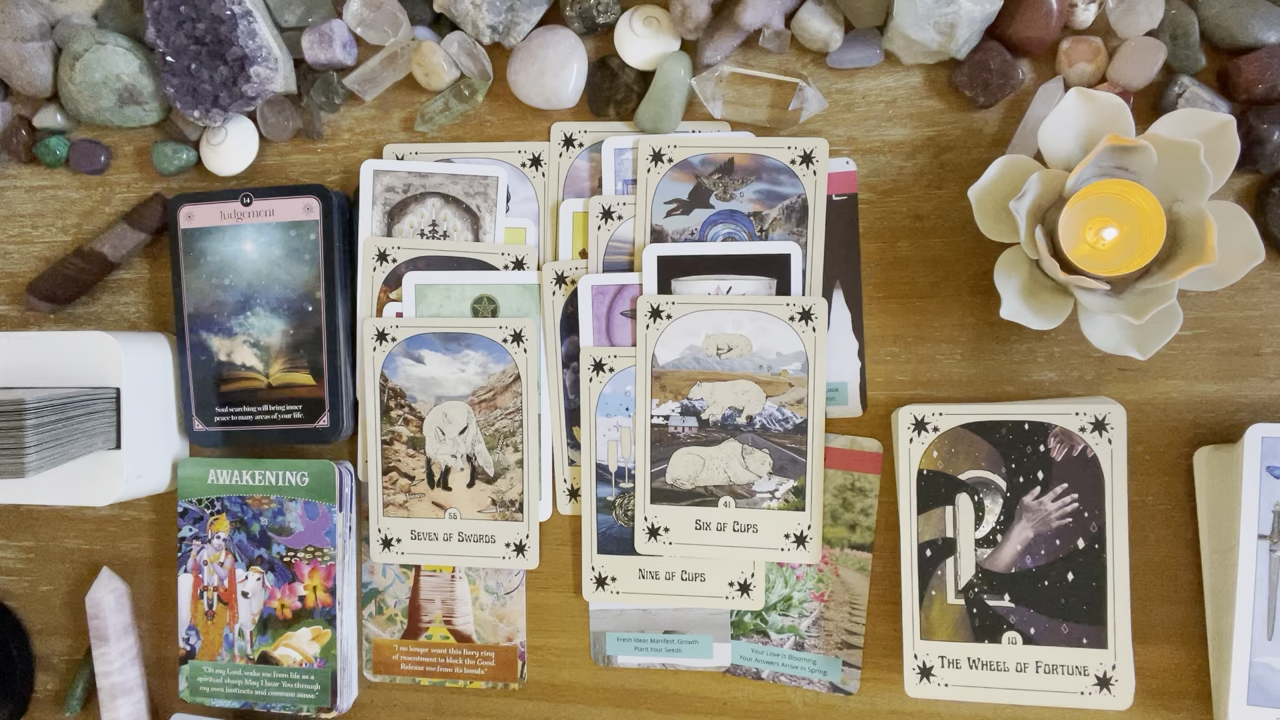 14
Judgement
Soul searching will bring inner
peace to many areas of your life.
AWAKENING
"Oh my Lord, wake me from life as a
spiritual sheep. May I hear You through
my own instincts and common sense."
SEVEN OF SWORDS
"I no longer want this fiery ring
of resentment to block the Good.
Release me from its bonds"
41
SIX OF CUPS
NINE OF CUPS
Fresh Ideas Manifest. Growth
Plant Your Seeds.
Your Love is Blooming.
Your Answers Arrive in Spring.
10
THE WHEEL OF FORTUNE